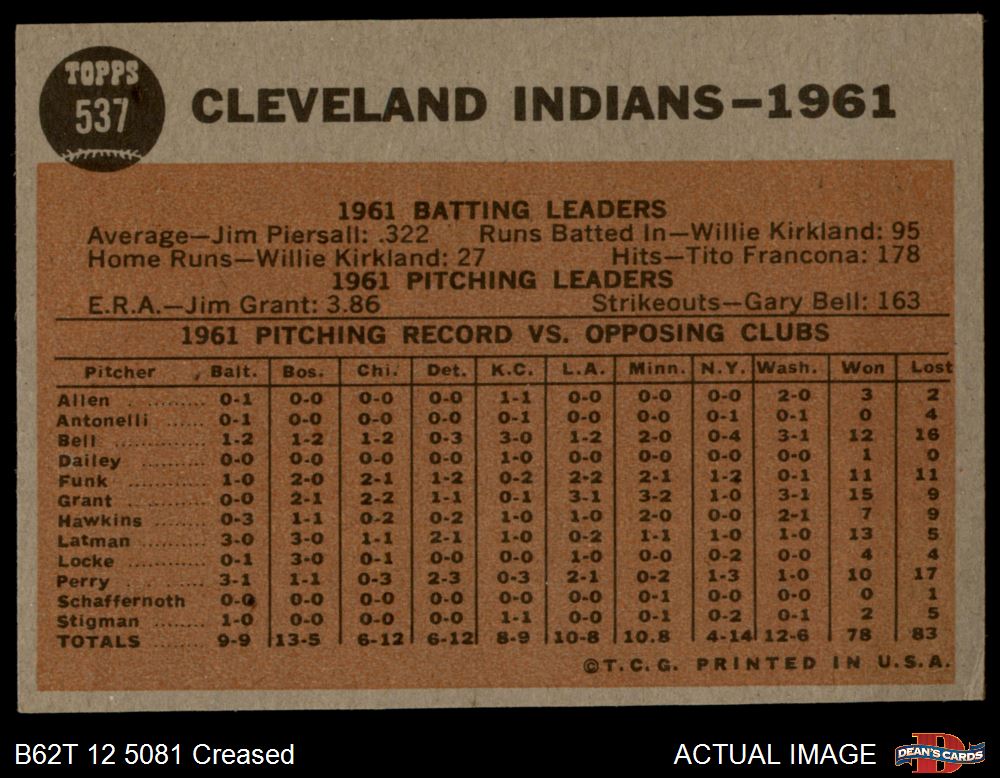 TOPPS
537
CLEVELAND INDIANS–1961
1961 BATTING LEADERS
Average—Jim Piersall: .322 Runs Batted In—Willie Kirkland: 95
Home Runs—Willie Kirkland: 27 Hits—Tito Francona: 178
1961 PITCHING LEADERS
E.R.A.—Jim Grant: 3.86 Strikeouts—Gary Bell: 163
1961 PITCHING RECORD VS. OPPOSING CLUBS
Pitcher Balt. Bos. Chi. Det. K.C. L.A. Minn. N.Y. Wash. Won Lost
Allen 0-1 0-0 0-0 0-0 1-1 0-0 0-0 0-0 2-0 3 2
Antonelli 0-1 0-0 0-0 0-0 0-1 0-0 0-0 0-1 0-1 0 4
Bell 1-2 1-2 1-2 0-3 3-0 1-2 2-0 0-4 3-1 12 16
Dailey 0-0 0-0 0-0 0-0 1-0 0-0 0-0 0-0 0-0 1 0
Funk 1-0 2-0 2-1 1-2 0-2 2-2 2-1 1-2 0-1 11 11
Grant 0-0 2-1 2-2 1-1 0-1 3-1 3-2 1-0 3-1 15 9
Hawkins 0-3 1-1 0-2 0-2 1-0 1-0 2-0 0-0 2-1 7 9
Latman 3-0 3-0 1-1 2-1 1-0 0-2 1-1 1-0 1-0 13 5
Locke 0-1 3-0 0-1 0-0 0-0 1-0 0-0 0-2 0-0 4 4
Perry 3-1 1-1 0-3 2-3 0-3 2-1 0-2 1-3 1-0 10 17
Schaffernoth 0-0 0-0 0-0 0-0 0-0 0-0 0-1 0-0 0-0 0 1
Stigman 1-0 0-0 0-0 0-0 1-1 0-0 0-1 0-2 0-1 2 5
TOTALS 9-9 13-5 6-12 6-12 8-9 10-8 10.8 4-14 12-6 78 83
©T.C.G. PRINTED IN U.S.A.
B62T 12 5081 Creased ACTUAL IMAGE DEAN'S CARDS